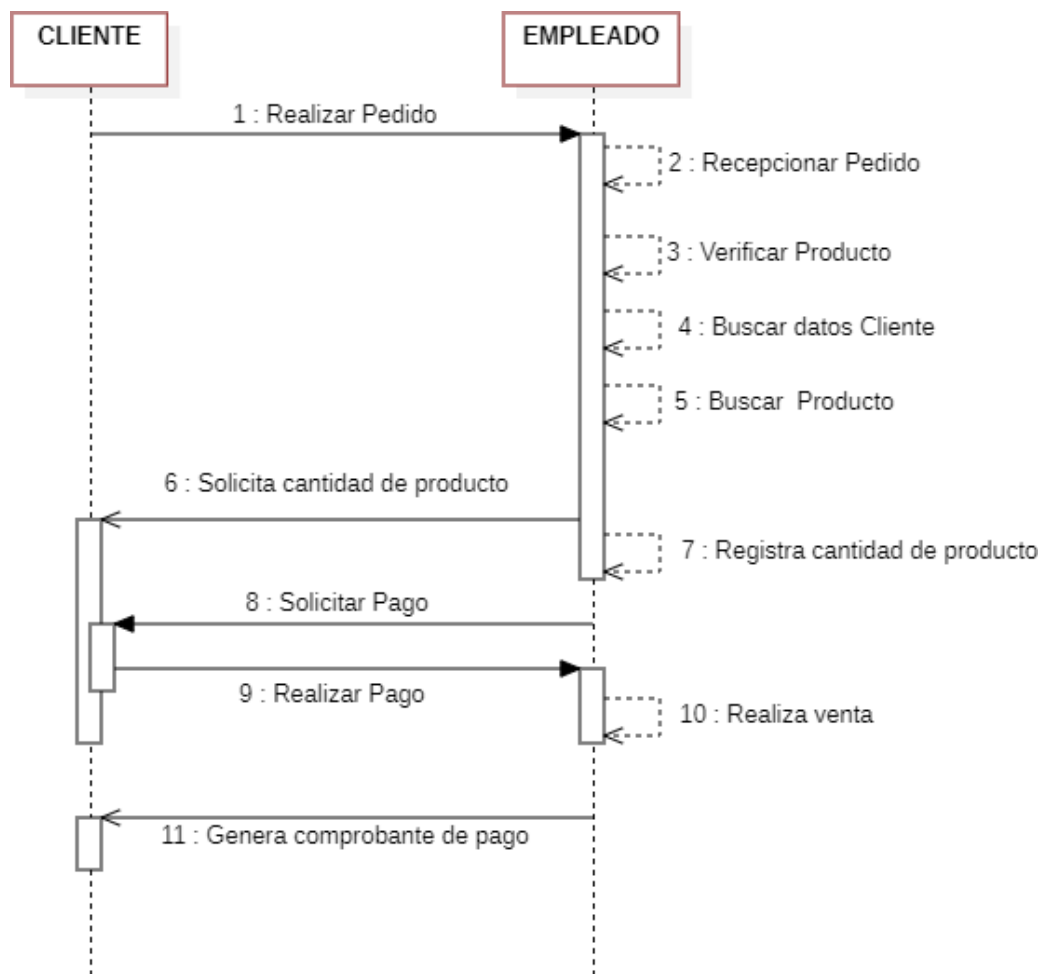 CLIENTE
EMPLEADO
1 : Realizar Pedido
2 : Recepcionar Pedido
3 : Verificar Producto
4 : Buscar datos Cliente
5 : Buscar  Producto
6 : Solicita cantidad de producto
7 : Registra cantidad de producto
8 : Solicitar Pago
9 : Realizar Pago
10 : Realiza venta
11 : Genera comprobante de pago